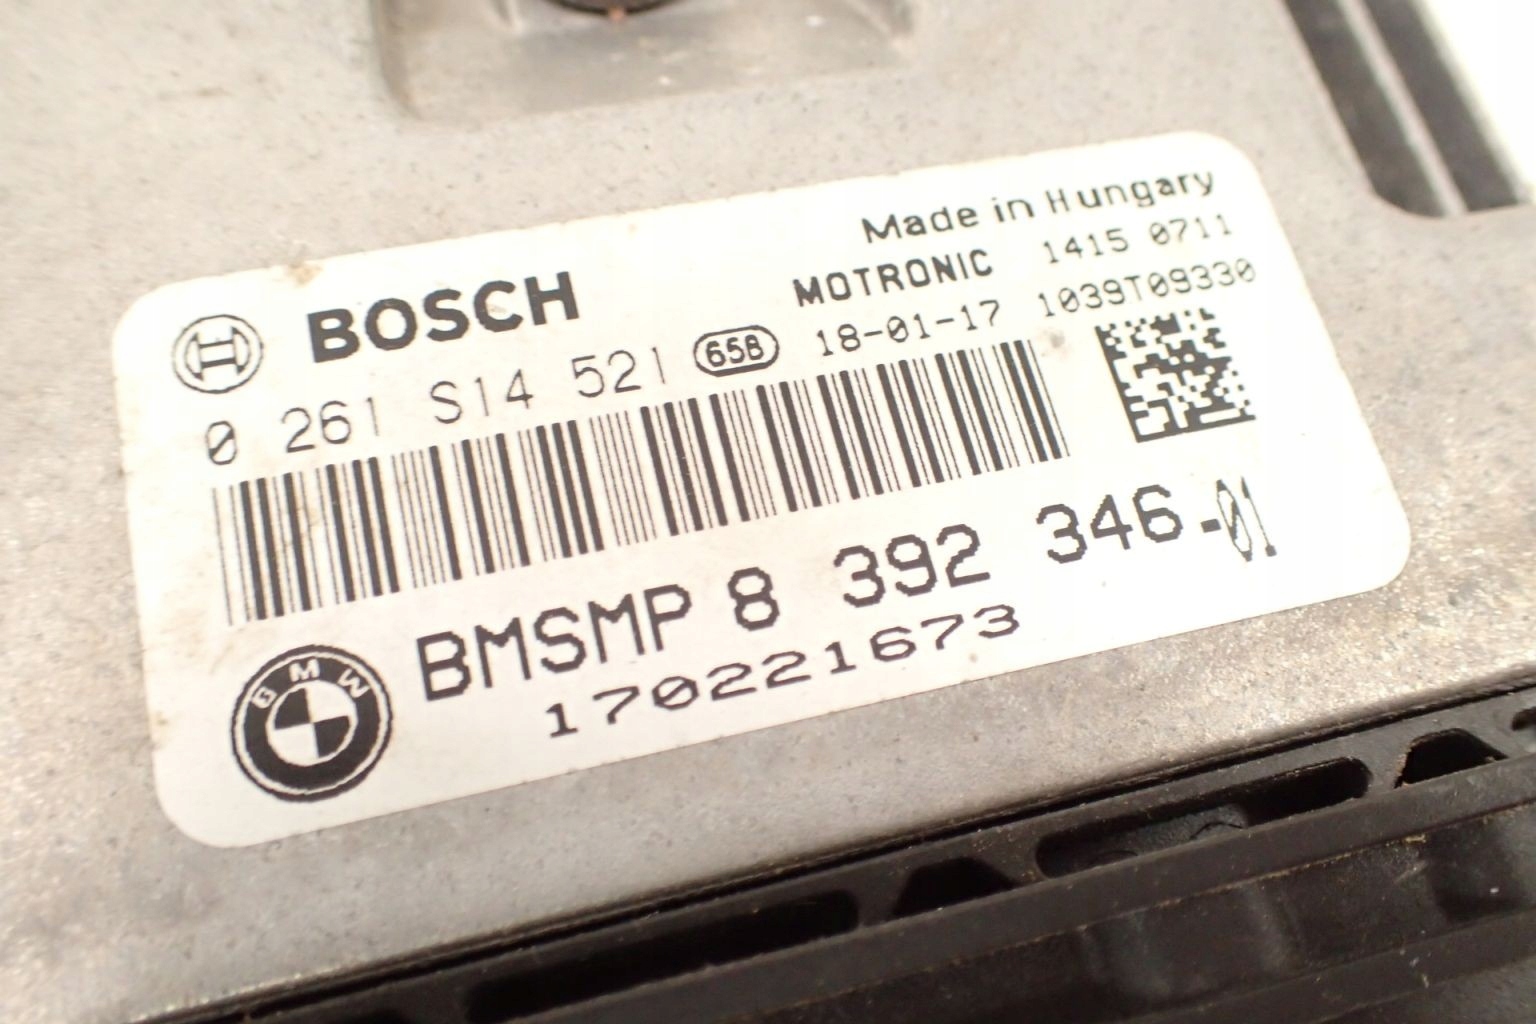 Made in Hungary
BOSCH MOTRONIC 1415 0711
0 261 S14 521 65B 18-01-17 1039T09330
BMSMP 8 392 346-01
BMW 170221673